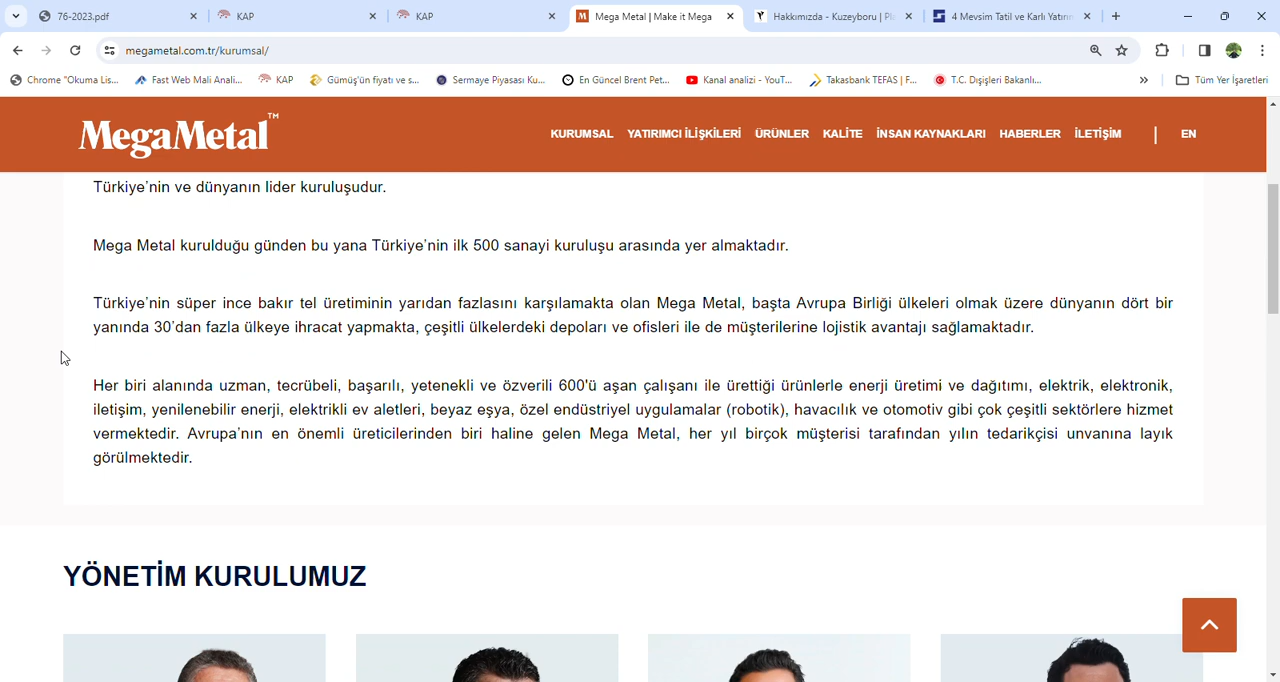 76-2023.pdf
KAP
KAP
Mega Metal | Make it Mega
Hakkımızda - Kuzeyboru | Pl
4 Mevsim Tatil ve Karlı Yatırın
megametal.com.tr/kurumsal/
Chrome "Okuma Lis...
Fast Web Mali Anali...
KAP
Gümüş'ün fiyatı ve s...
Sermaye Piyasası Ku...
En Güncel Brent Pet...
Kanal analizi - YouT...
Takasbank TEFAS | F...
T.C. Dışişleri Bakanlı...
Tüm Yer İşaretleri
MegaMetal™
KURUMSAL
YATIRIMCI İLİŞKİLERİ
ÜRÜNLER
KALİTE
İNSAN KAYNAKLARI
HABERLER
İLETİŞİM
EN
Türkiye’nin ve dünyanın lider kuruluşudur.
Mega Metal kurulduğu günden bu yana Türkiye’nin ilk 500 sanayi kuruluşu arasında yer almaktadır.
Türkiye’nin süper ince bakır tel üretiminin yarıdan fazlasını karşılamakta olan Mega Metal, başta Avrupa Birliği ülkeleri olmak üzere dünyanın dört bir
yanında 30’dan fazla ülkeye ihracat yapmakta, çeşitli ülkelerdeki depoları ve ofisleri ile de müşterilerine lojistik avantajı sağlamaktadır.
Her biri alanında uzman, tecrübeli, başarılı, yetenekli ve özverili 600'ü aşan çalışanı ile ürettiği ürünlerle enerji üretimi ve dağıtımı, elektrik, elektronik,
iletişim, yenilenebilir enerji, elektrikli ev aletleri, beyaz eşya, özel endüstriyel uygulamalar (robotik), havacılık ve otomotiv gibi çok çeşitli sektörlere hizmet
vermektedir. Avrupa’nın en önemli üreticilerinden biri haline gelen Mega Metal, her yıl birçok müşterisi tarafından yılın tedarikçisi unvanına layık
görülmektedir.
YÖNETİM KURULUMUZ